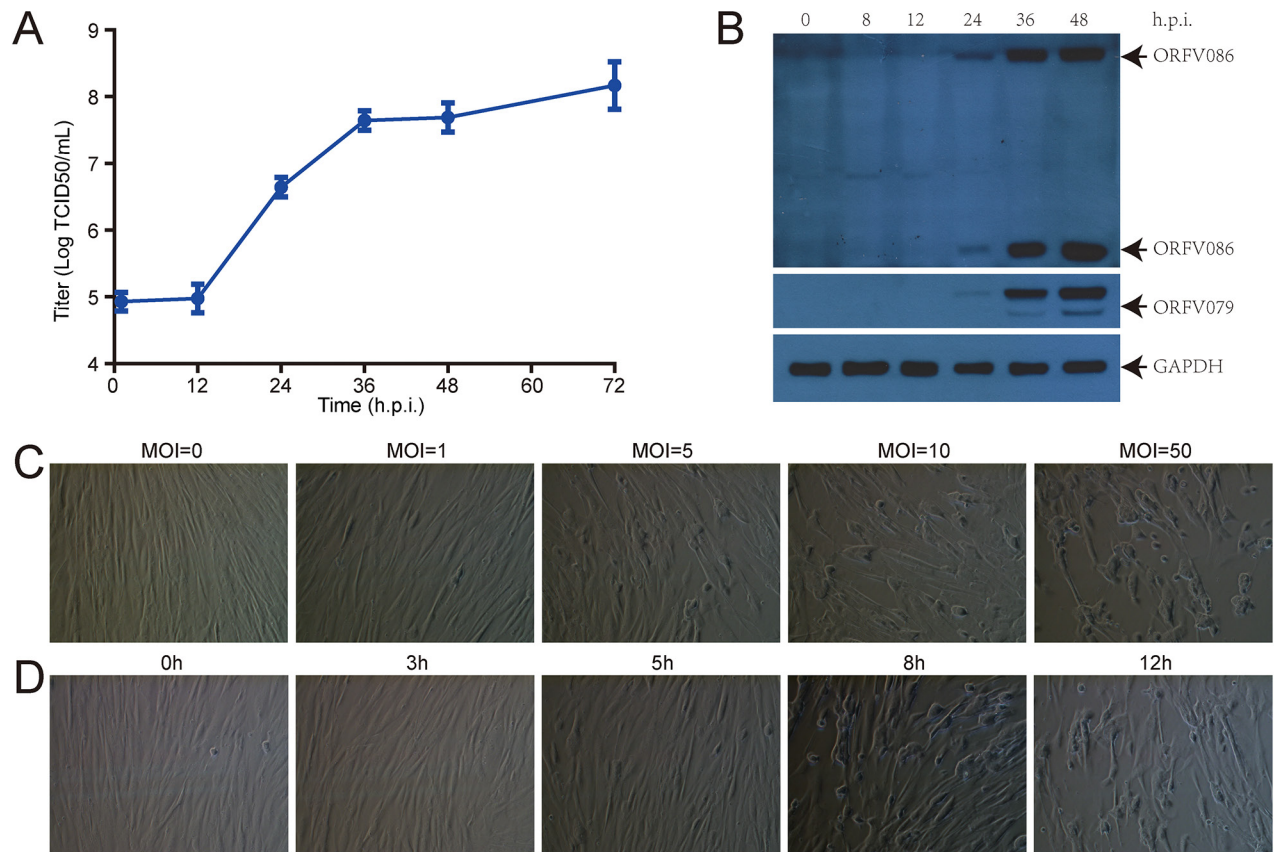 A
9
8
7
6
5
4
Titer (Log TCID50/mL)
0 12 24 36 48 60 72
Time (h.p.i.)
B
0 8 12 24 36 48 h.p.i.
ORFV086
ORFV086
ORFV079
GAPDH
C
MOI=0 MOI=1 MOI=5 MOI=10 MOI=50
D
0h 3h 5h 8h 12h